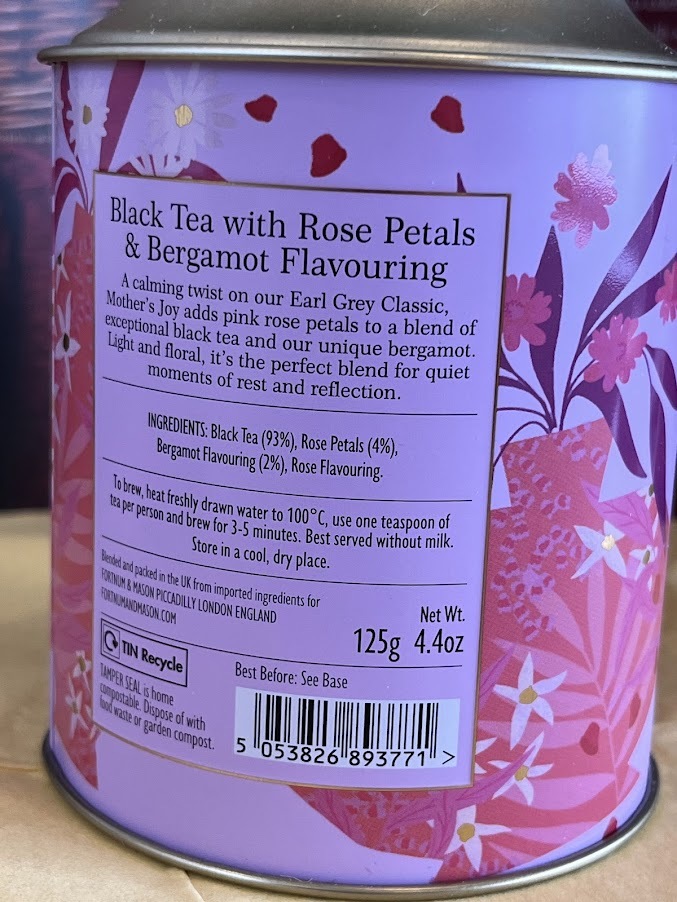 Black Tea with Rose Petals
& Bergamot Flavouring
A calming twist on our Earl Grey Classic,
Mother's Joy adds pink rose petals to a blend of
exceptional black tea and our unique bergamot.
Light and floral, it's the perfect blend for quiet
moments of rest and reflection.
INGREDIENTS: Black Tea (93%), Rose Petals (4%),
Bergamot Flavouring (2%), Rose Flavouring.
To brew, heat freshly drawn water to 100°C, use one teaspoon of
tea per person and brew for 3-5 minutes. Best served without milk.
Store in a cool, dry place.
Blended and packed in the UK from imported ingredients for
FORTNUM & MASON PICCADILLY LONDON ENGLAND
FORTNUMANDMASON.COM
Net Wt.
125g 4.4oz
TIN Recycle
TAMPER SEAL is home
compostable. Dispose of with
food waste or garden compost.
Best Before: See Base
5 053826 893771 >